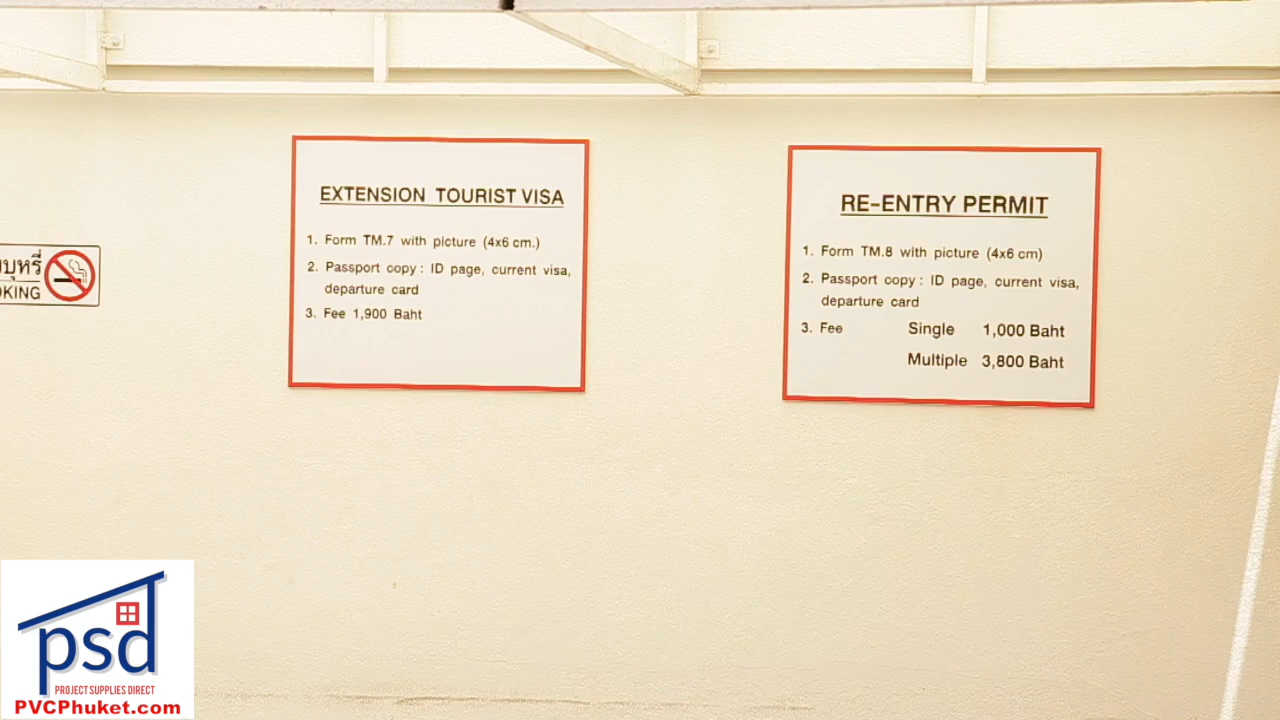 EXTENSION TOURIST VISA
1. Form TM.7 with picture (4x6 cm.)
2. Passport copy : ID page, current visa,
departure card
3. Fee 1,900 Baht
RE-ENTRY PERMIT
1. Form TM.8 with picture (4x6 cm)
2. Passport copy : ID page, current visa,
departure card
3. Fee Single 1,000 Baht
Multiple 3,800 Baht
บุหรี่
OKING
psd
PROJECT SUPPLIES DIRECT
PVCPhuket.com